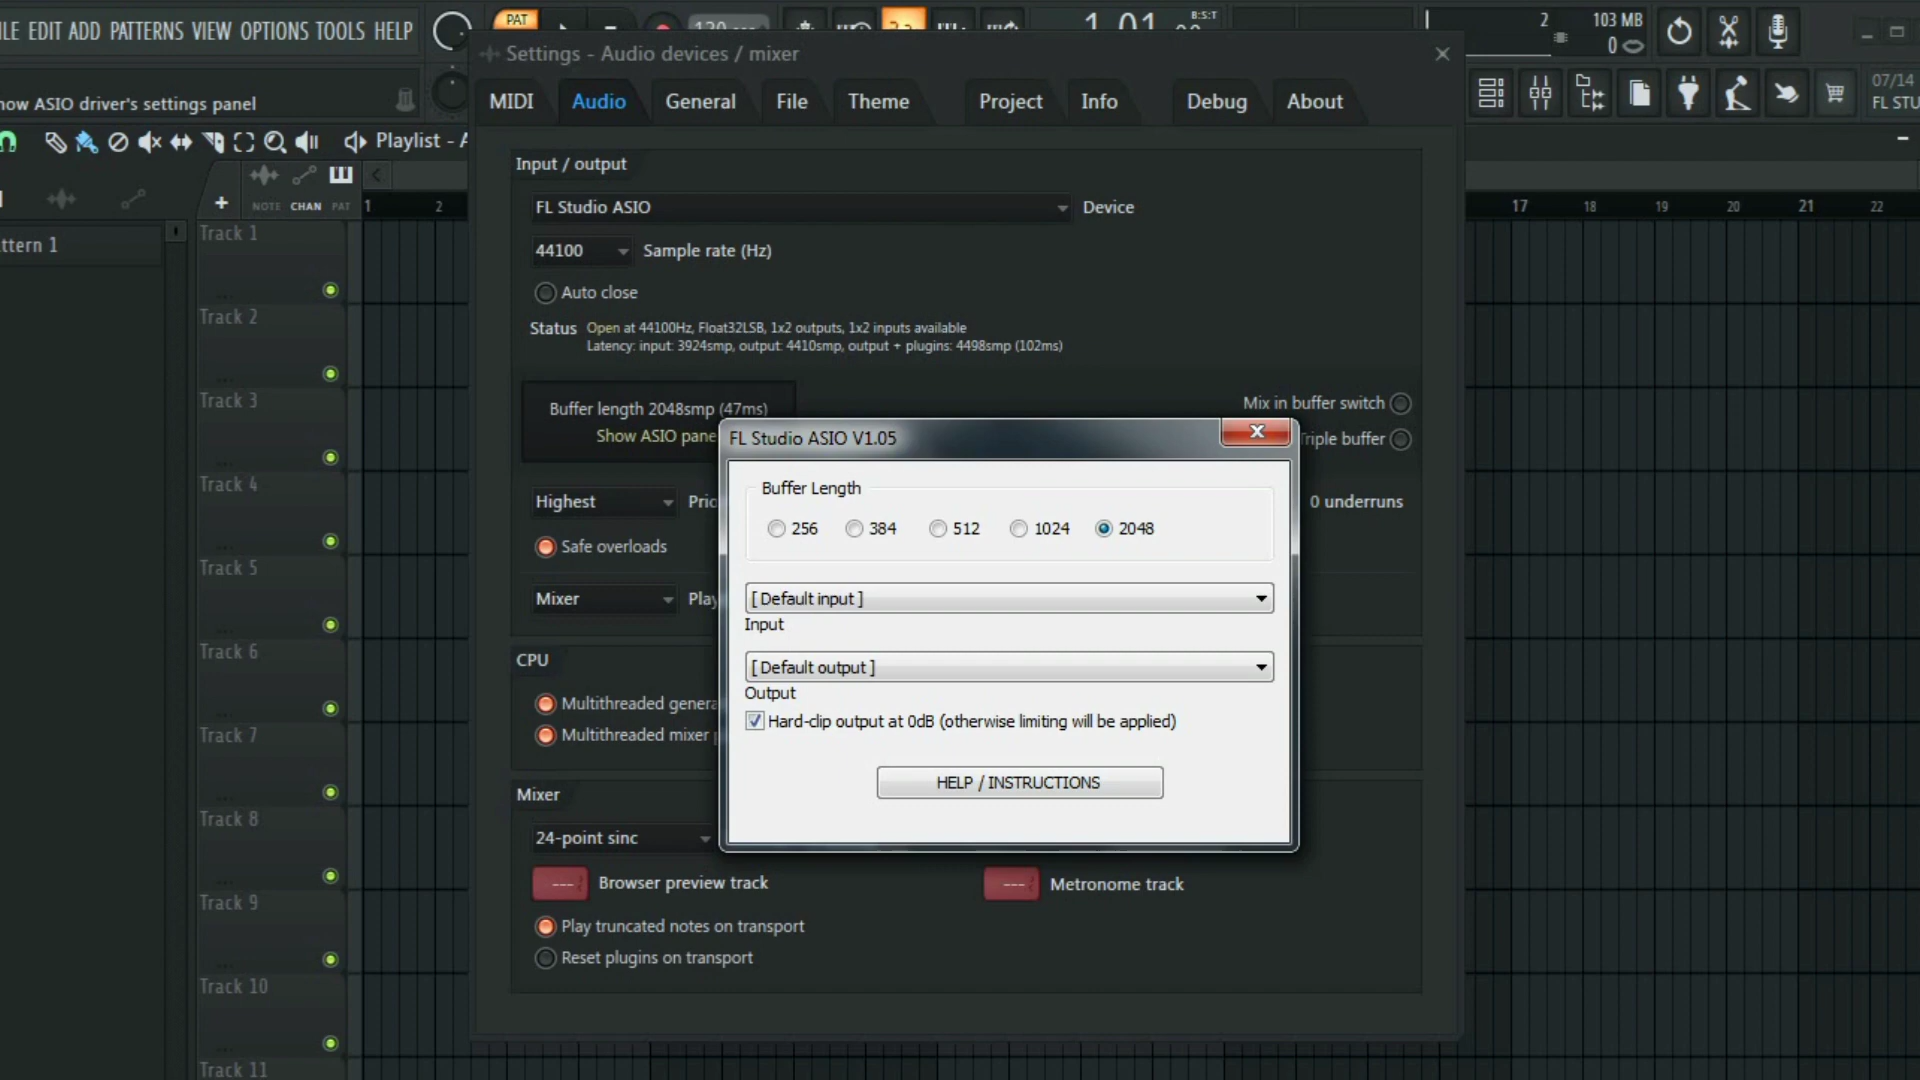 PAT
LE EDIT ADD PATTERNS VIEW OPTIONS TOOLS HELP
1:01
B:S:T
2
103 MB
0
Settings - Audio devices / mixer
MIDI
Audio
General
File
Theme
Project
Info
Debug
About
how ASIO driver's settings panel
07/14
FL STU
Playlist - A
NOTE CHAN PAT
1
2
17
18
19
20
21
22
ttern 1
Track 1
Track 2
Track 3
Track 4
Track 5
Track 6
Track 7
Track 8
Track 9
Track 10
Track 11
Input / output
FL Studio ASIO
Device
44100
Sample rate (Hz)
Auto close
Status
Open at 44100Hz, Float32LSB, 1x2 outputs, 1x2 inputs available
Latency: input: 3924smp, output: 4410smp, output + plugins: 4498smp (102ms)
Buffer length 2048smp (47ms)
Show ASIO pane
Mix in buffer switch
Triple buffer
Highest
Prio
0 underruns
Safe overloads
Mixer
Play
CPU
Multithreaded genera
Multithreaded mixer p
Mixer
24-point sinc
---
Browser preview track
---
Metronome track
Play truncated notes on transport
Reset plugins on transport
FL Studio ASIO V1.05
Buffer Length
256
384
512
1024
2048
[ Default input ]
Input
[ Default output ]
Output
Hard-clip output at 0dB (otherwise limiting will be applied)
HELP / INSTRUCTIONS